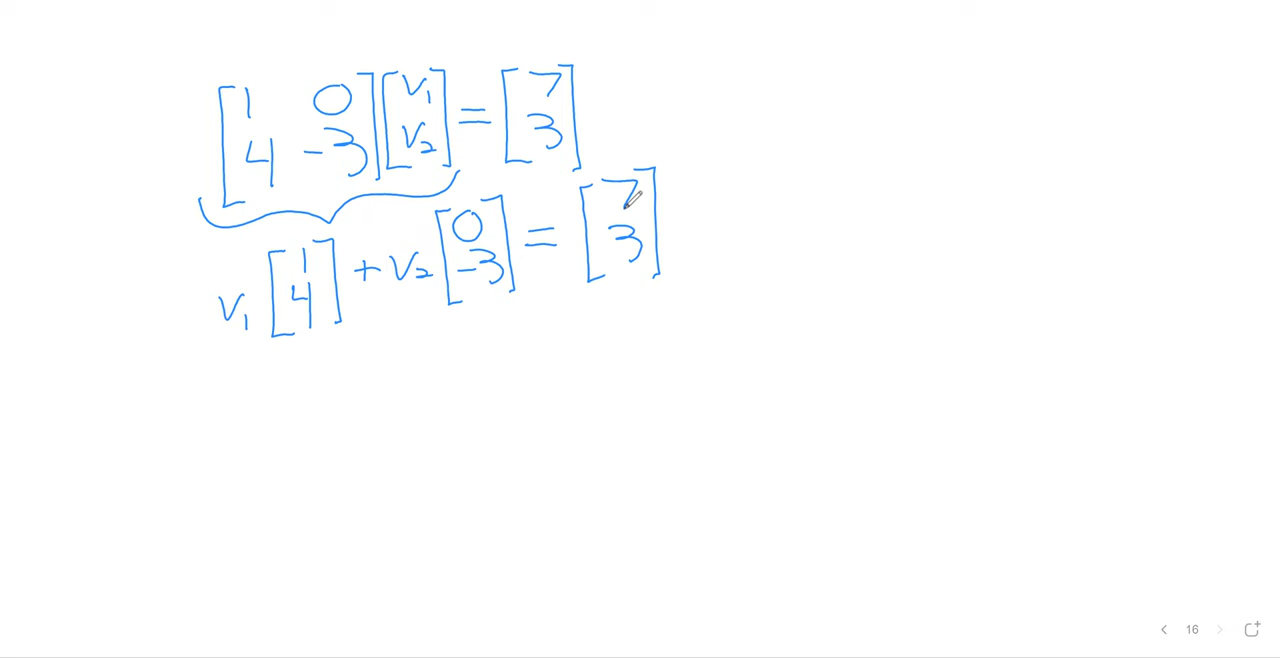 [1 0; 4 -3] [v₁; v₂] = [7; 3]
v₁ [1; 4] + v₂ [0; -3] = [7; 3]
< 16 >